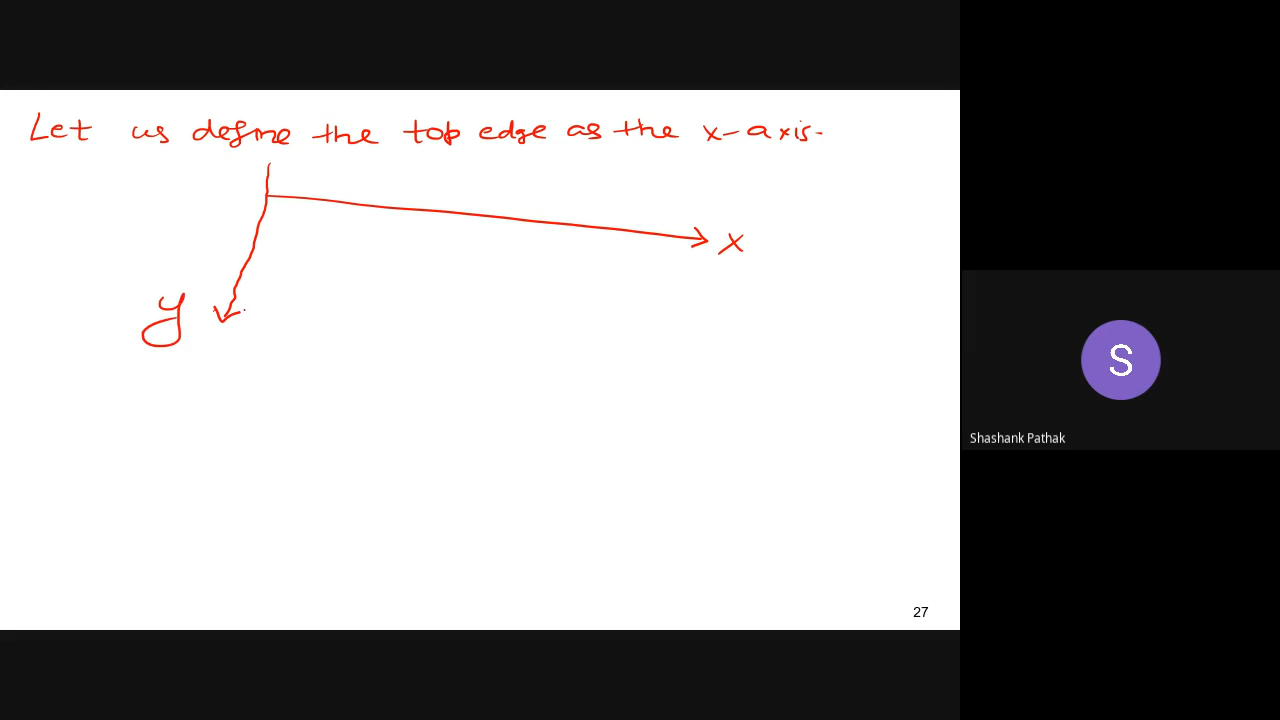 Let us define the top edge as the x-axis.
x
y
S
Shashank Pathak
27